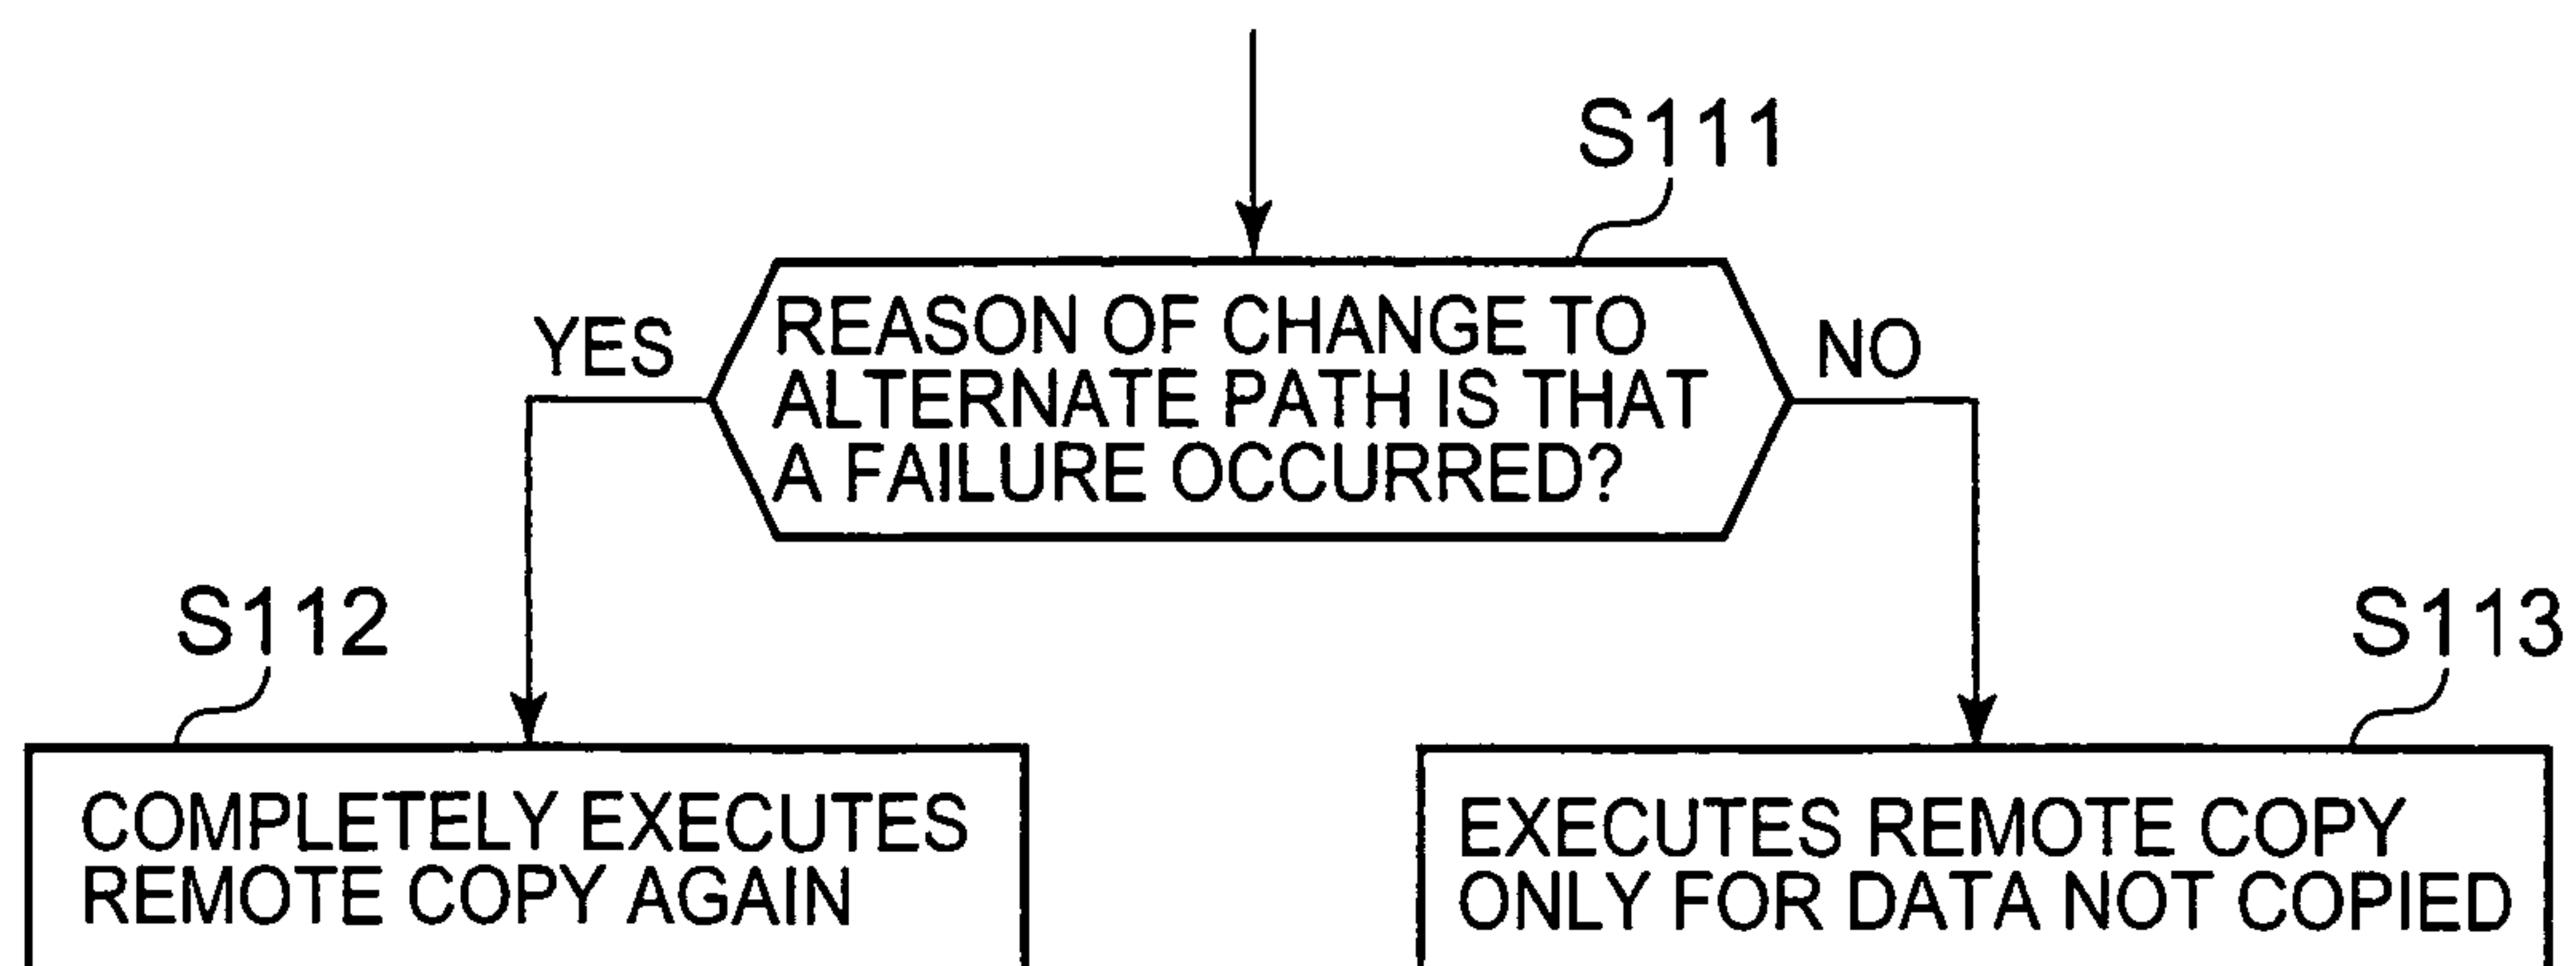 S111
REASON OF CHANGE TO
ALTERNATE PATH IS THAT
A FAILURE OCCURRED?
YES
NO
S112
S113
COMPLETELY EXECUTES
REMOTE COPY AGAIN
EXECUTES REMOTE COPY
ONLY FOR DATA NOT COPIED